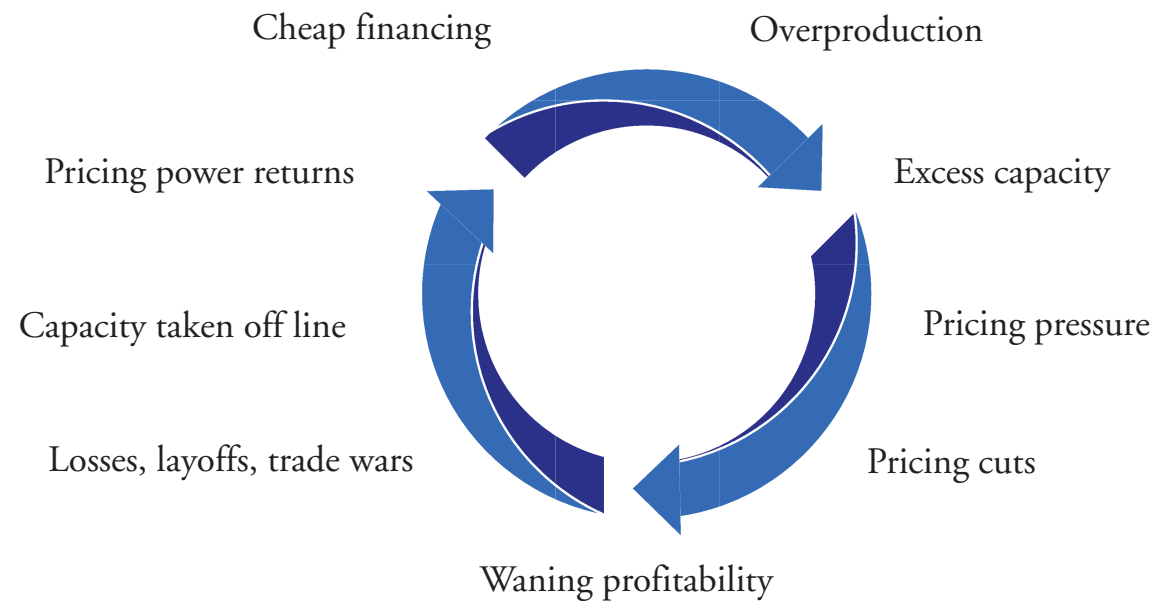 Cheap financing
Overproduction
Pricing power returns
Excess capacity
Capacity taken off line
Pricing pressure
Losses, layoffs, trade wars
Pricing cuts
Waning profitability